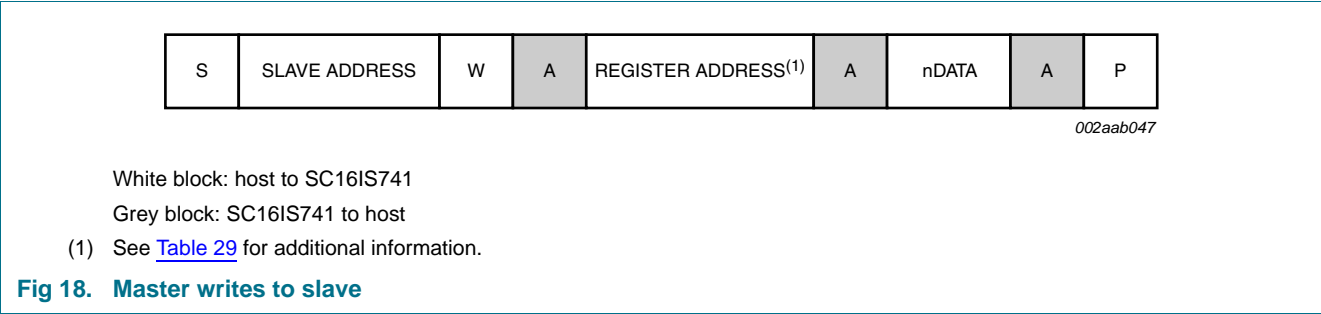 S SLAVE ADDRESS W A REGISTER ADDRESS(1) A nDATA A P
002aab047
White block: host to SC16IS741
Grey block: SC16IS741 to host
(1) See Table 29 for additional information.
Fig 18. Master writes to slave